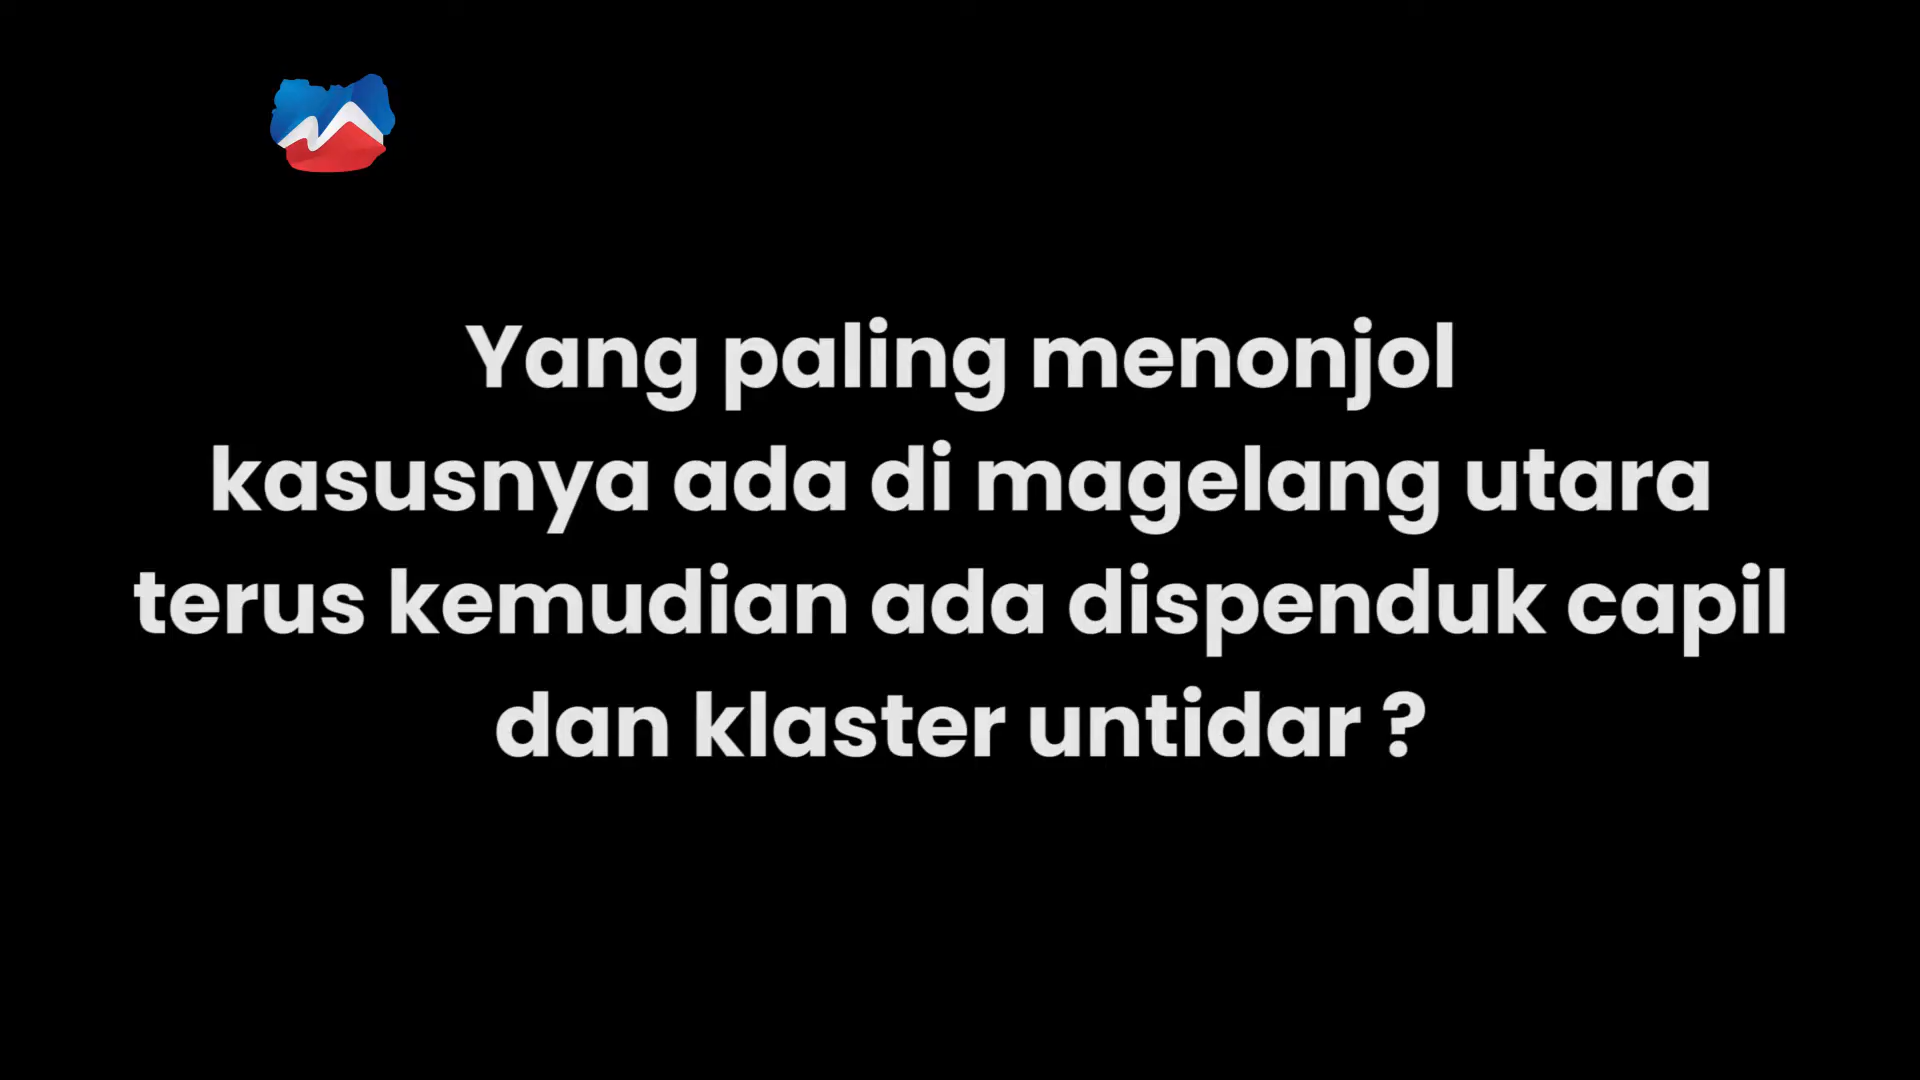 Yang paling menonjol
kasusnya ada di magelang utara
terus kemudian ada dispenduk capil
dan klaster untidar ?